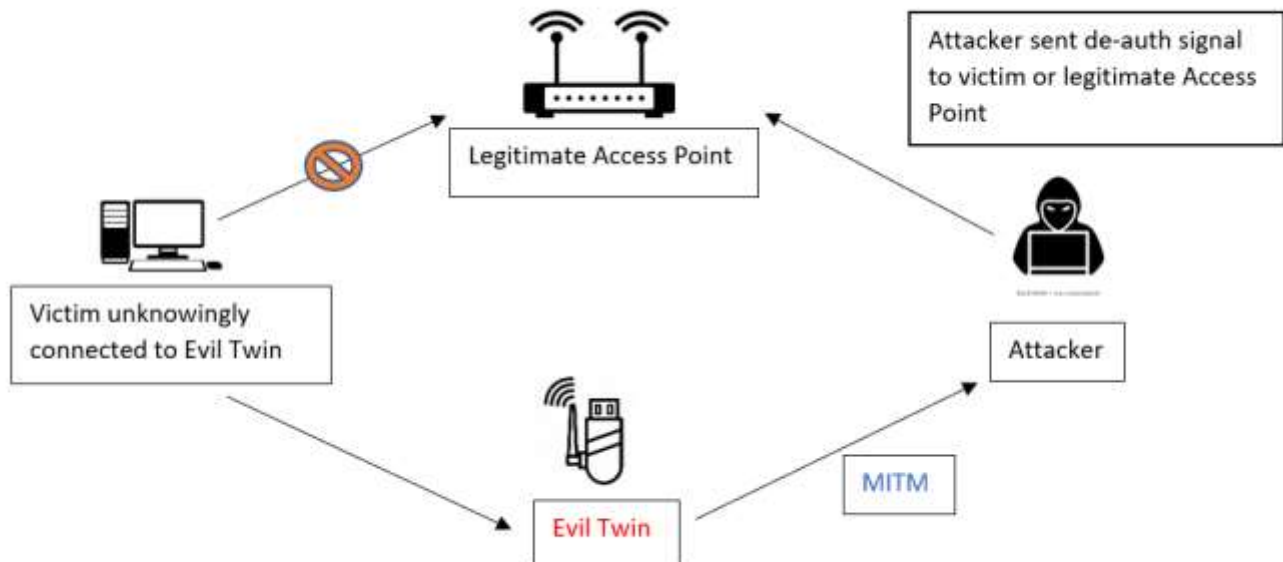 Attacker sent de-auth signal
to victim or legitimate Access
Point
Legitimate Access Point
Victim unknowingly
connected to Evil Twin
Attacker
MITM
Evil Twin